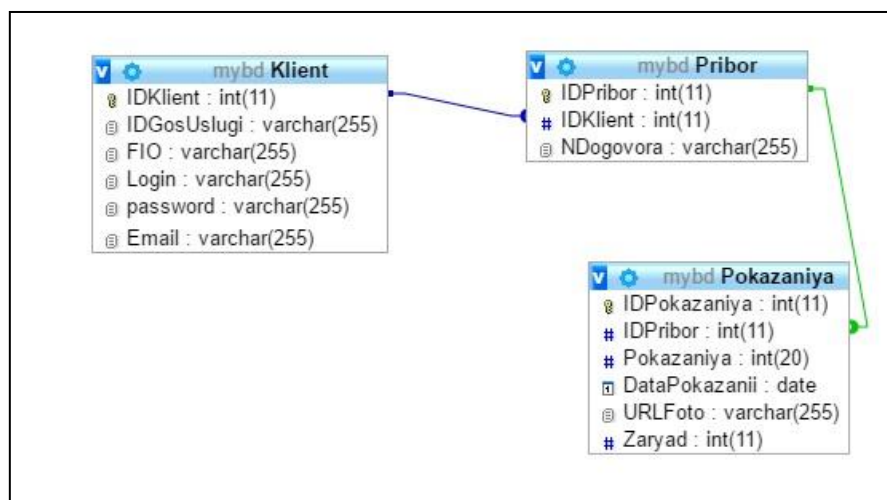 mybd Klient
IDKlient : int(11)
IDGosUslugi : varchar(255)
FIO : varchar(255)
Login : varchar(255)
password : varchar(255)
Email : varchar(255)
mybd Pribor
IDPribor : int(11)
# IDKlient : int(11)
NDogovora : varchar(255)
mybd Pokazaniya
IDPokazaniya : int(11)
# IDPribor : int(11)
# Pokazaniya : int(20)
DataPokazanii : date
URLFoto : varchar(255)
# Zaryad : int(11)